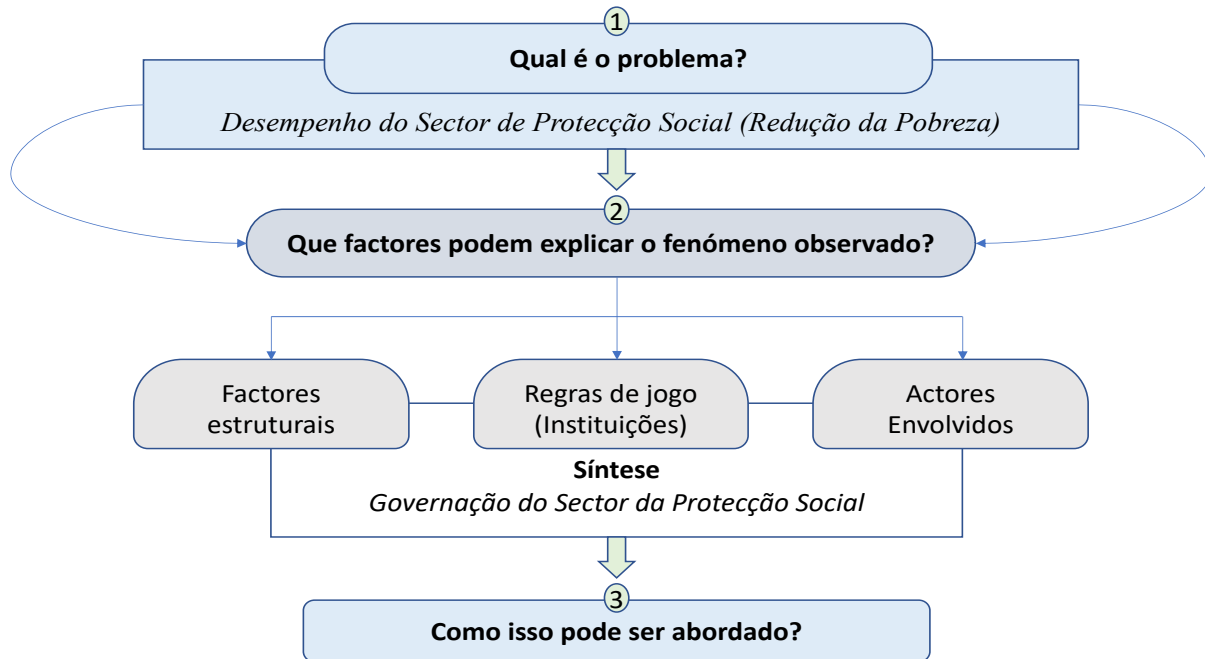 1
Qual é o problema?
Desempenho do Sector de Protecção Social (Redução da Pobreza)
2
Que factores podem explicar o fenómeno observado?
Factores
estruturais
Regras de jogo
(Instituições)
Actores
Envolvidos
Síntese
Governação do Sector da Protecção Social
3
Como isso pode ser abordado?